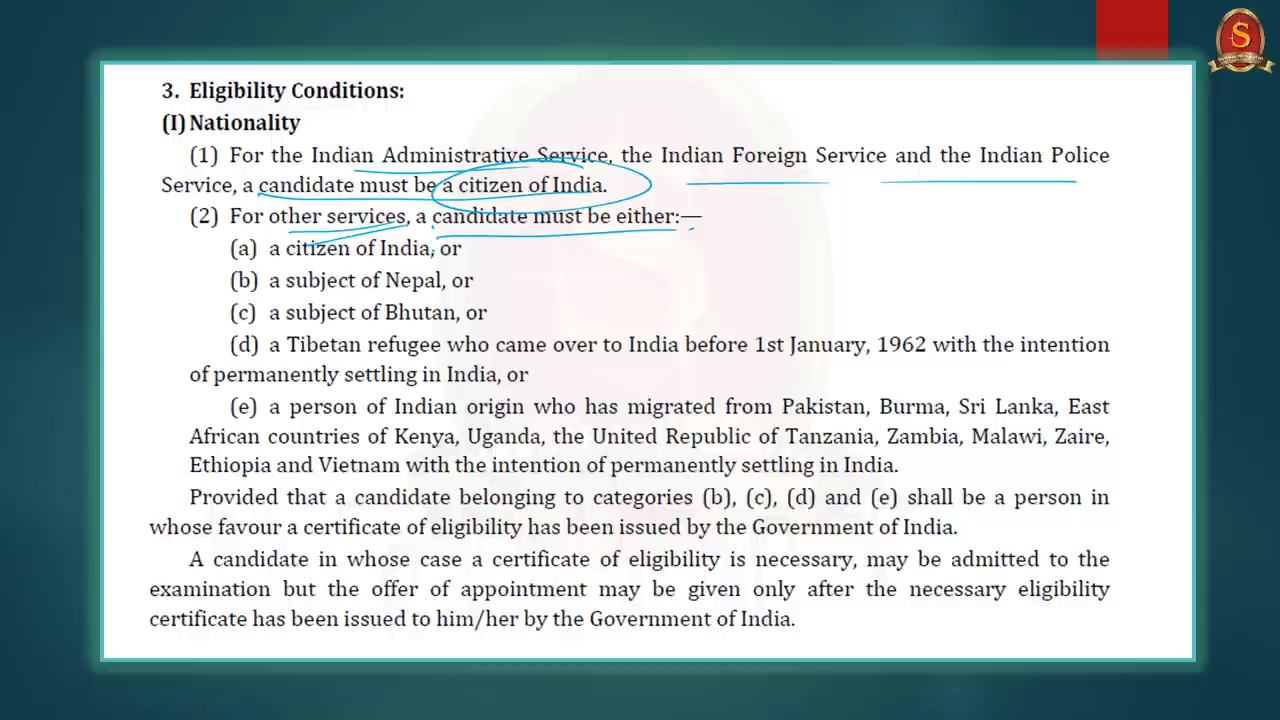 3. Eligibility Conditions:
(I) Nationality
(1) For the Indian Administrative Service, the Indian Foreign Service and the Indian Police
Service, a candidate must be a citizen of India.
(2) For other services, a candidate must be either:—
(a) a citizen of India, or
(b) a subject of Nepal, or
(c) a subject of Bhutan, or
(d) a Tibetan refugee who came over to India before 1st January, 1962 with the intention
of permanently settling in India, or
(e) a person of Indian origin who has migrated from Pakistan, Burma, Sri Lanka, East
African countries of Kenya, Uganda, the United Republic of Tanzania, Zambia, Malawi, Zaire,
Ethiopia and Vietnam with the intention of permanently settling in India.
Provided that a candidate belonging to categories (b), (c), (d) and (e) shall be a person in
whose favour a certificate of eligibility has been issued by the Government of India.
A candidate in whose case a certificate of eligibility is necessary, may be admitted to the
examination but the offer of appointment may be given only after the necessary eligibility
certificate has been issued to him/her by the Government of India.
S